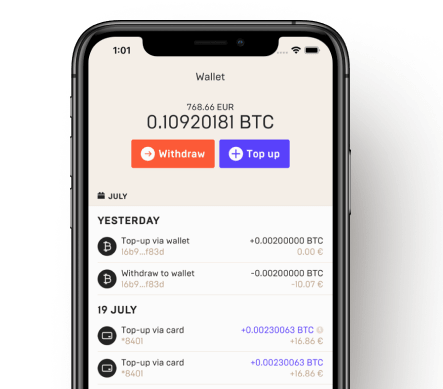 1:01
Wallet
768.66 EUR
0.10920181 BTC
Withdraw
Top up
JULY
YESTERDAY
Top-up via wallet +0.00200000 BTC
16b9...f83d 0.00 €
Withdraw to wallet -0.00200000 BTC
16b9...f83d -10.07 €
19 JULY
Top-up via card +0.00230063 BTC
*8401 +16.86 €
Top-up via card +0.00230063 BTC
*8401 +16.86 €